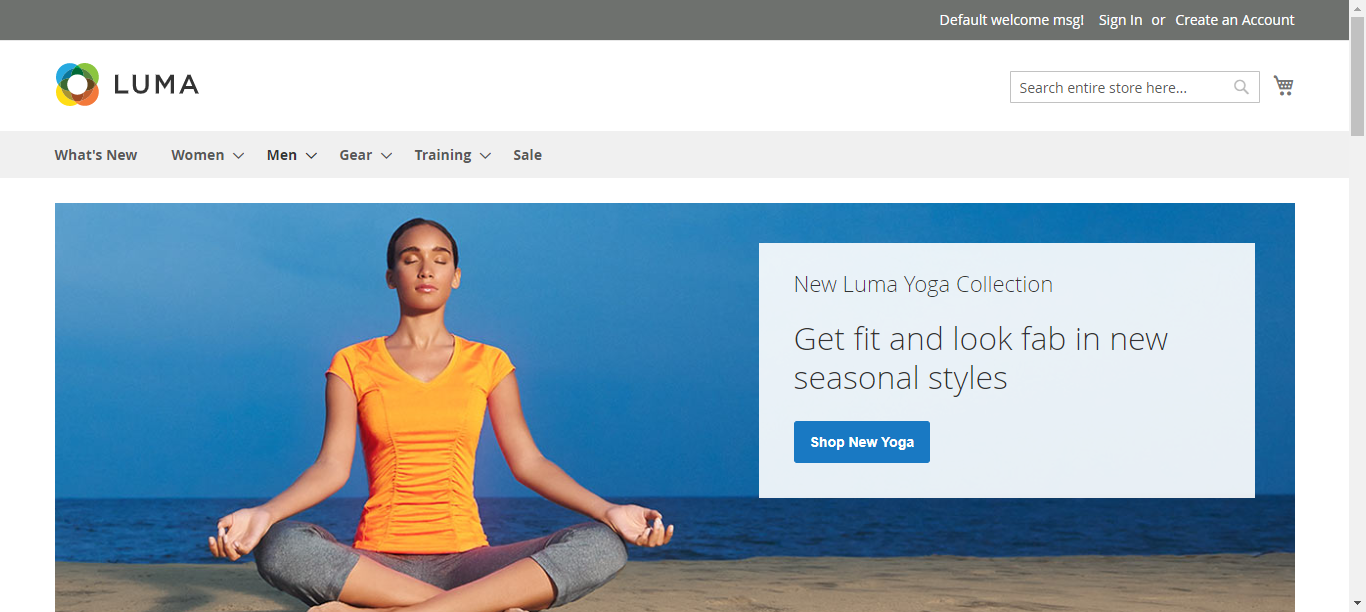 Default welcome msg! Sign In or Create an Account
LUMA
Search entire store here...
What's New Women Men Gear Training Sale
New Luma Yoga Collection
Get fit and look fab in new
seasonal styles
Shop New Yoga